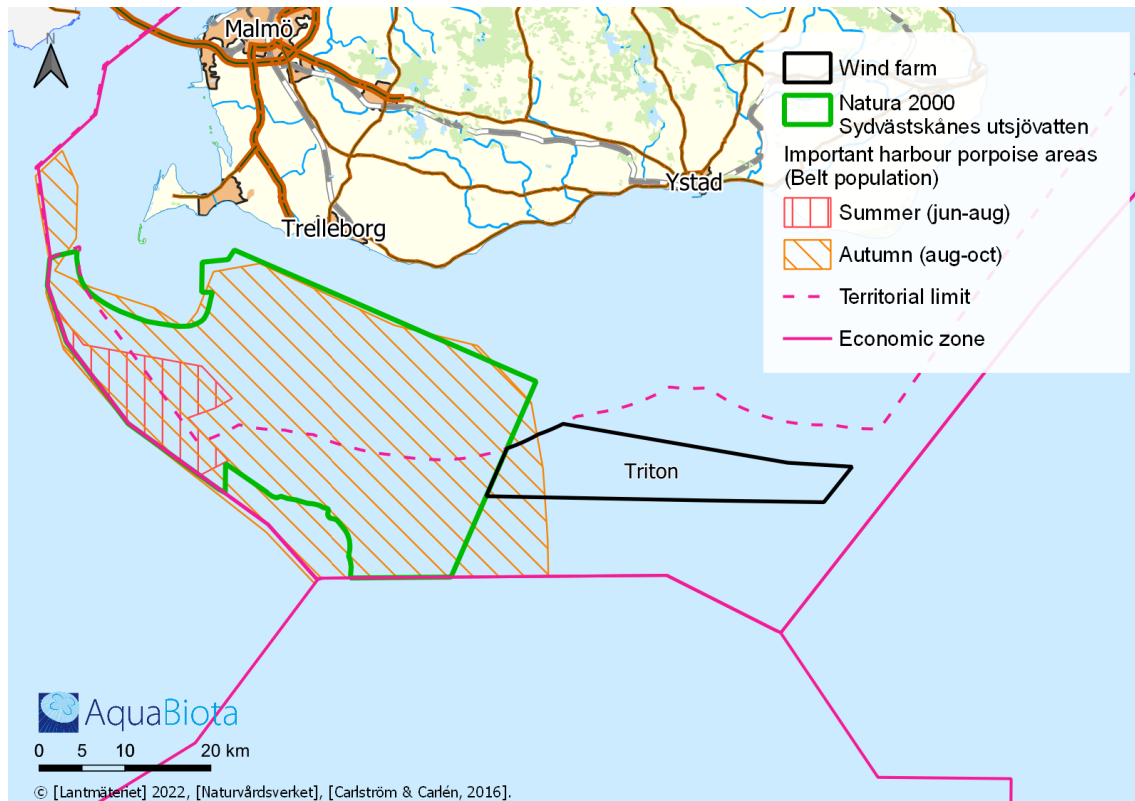 N
Malmö
Trelleborg
Ystad
Wind farm
Natura 2000
Sydvästskånes utsjövatten
Important harbour porpoise areas
(Belt population)
Summer (jun-aug)
Autumn (aug-oct)
Territorial limit
Economic zone
Triton
AquaBiota
0 5 10 20 km
© [Lantmäteriet] 2022, [Naturvårdsverket], [Carlström & Carlén, 2016].